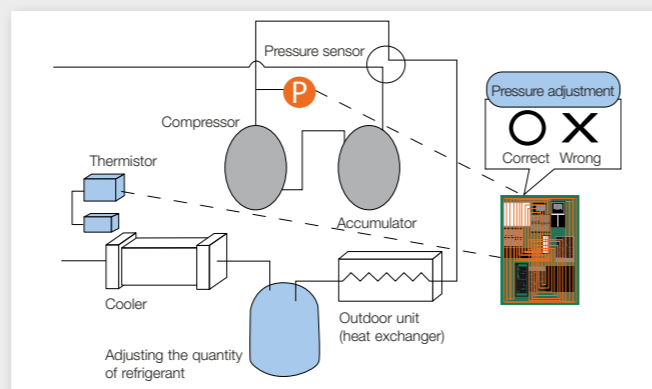 Pressure sensor
P
Pressure adjustment
Compressor
Correct Wrong
Thermistor
Accumulator
Cooler
Outdoor unit
(heat exchanger)
Adjusting the quantity
of refrigerant